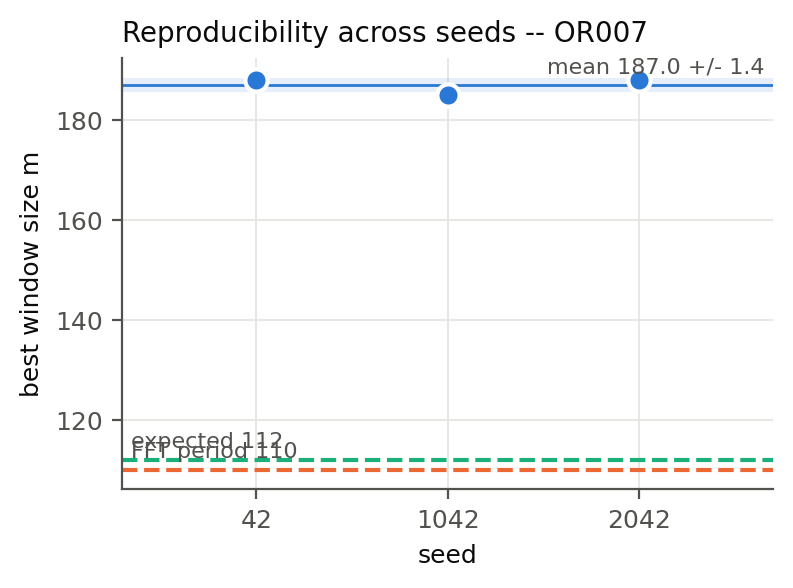 Reproducibility across seeds -- OR007
mean 187.0 +/- 1.4
best window size m
180
160
140
120
expected 112
FFT period 110
42
1042
2042
seed